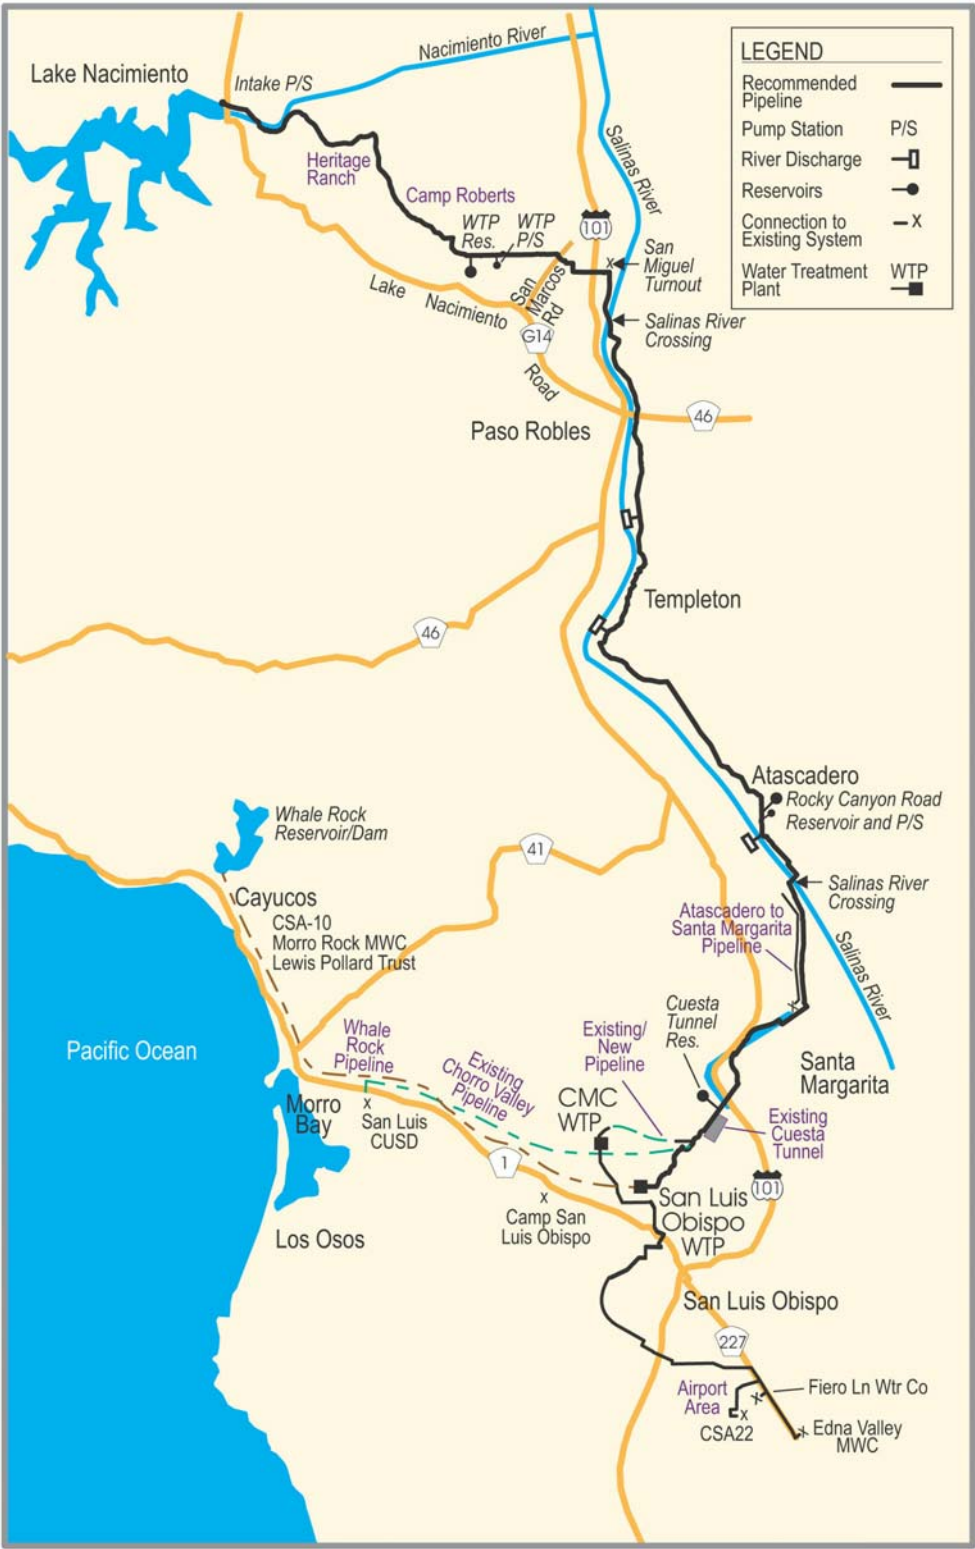 Nacimiento River
Lake Nacimiento
Intake P/S
Heritage
Ranch
Camp Roberts
WTP
Res.
WTP
P/S
Salinas River
101
San
Miguel
Turnout
LEGEND
Recommended
Pipeline
Pump Station P/S
River Discharge
Reservoirs
Connection to
Existing System
X
Water Treatment
Plant
WTP
Lake Nacimiento Road
San
Marcos
Rd
G14
x
Salinas River
Crossing
Paso Robles
46
Templeton
46
Atascadero
Rocky Canyon Road
Reservoir and P/S
Whale Rock
Reservoir/Dam
41
Salinas River
Crossing
Cayucos
CSA-10
Morro Rock MWC
Lewis Pollard Trust
Atascadero to
Santa Margarita
Pipeline
Salinas River
x
Pacific Ocean
Whale
Rock
Pipeline
Existing
Chorro Valley
Pipeline
Existing/
New
Pipeline
Cuesta
Tunnel
Res.
Santa
Margarita
CMC
WTP
Morro
Bay
x
San Luis
CUSD
Existing
Cuesta
Tunnel
1
101
x
Camp San
Luis Obispo
San Luis
Obispo
WTP
Los Osos
San Luis Obispo
227
Airport
Area
x
Fiero Ln Wtr Co
x
CSA22
x
Edna Valley
MWC